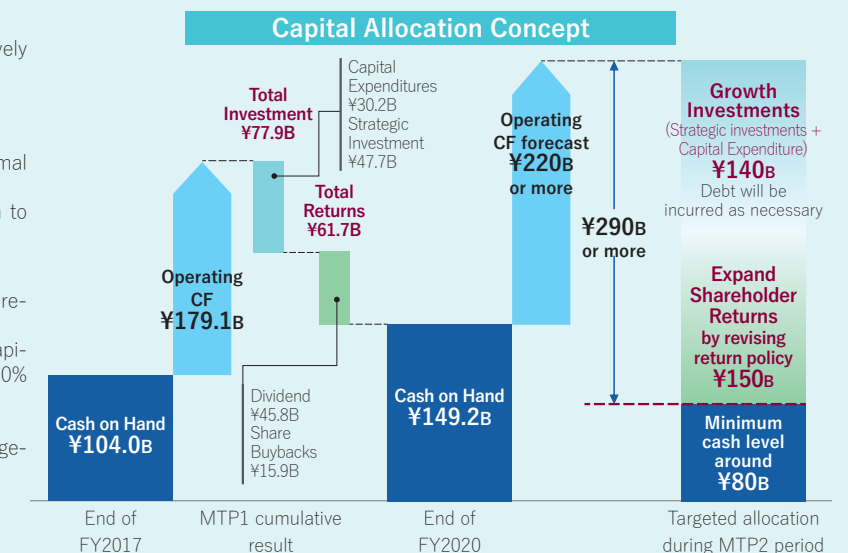 Capital Allocation Concept
vely
mal
n to
re-
api-
0%
ge-
Cash on Hand
¥104.0B
Operating
CF
¥179.1B
Total
Investment
¥77.9B
Capital
Expenditures
¥30.2B
Strategic
Investment
¥47.7B
Total
Returns
¥61.7B
Dividend
¥45.8B
Share
Buybacks
¥15.9B
Cash on Hand
¥149.2B
Operating
CF forecast
¥220B
or more
¥290B
or more
Growth
Investments
(Strategic investments +
Capital Expenditure)
¥140B
Debt will be
incurred as necessary
Expand
Shareholder
Returns
by revising
return policy
¥150B
Minimum
cash level
around
¥80B
End of
FY2017
MTP1 cumulative
result
End of
FY2020
Targeted allocation
during MTP2 period